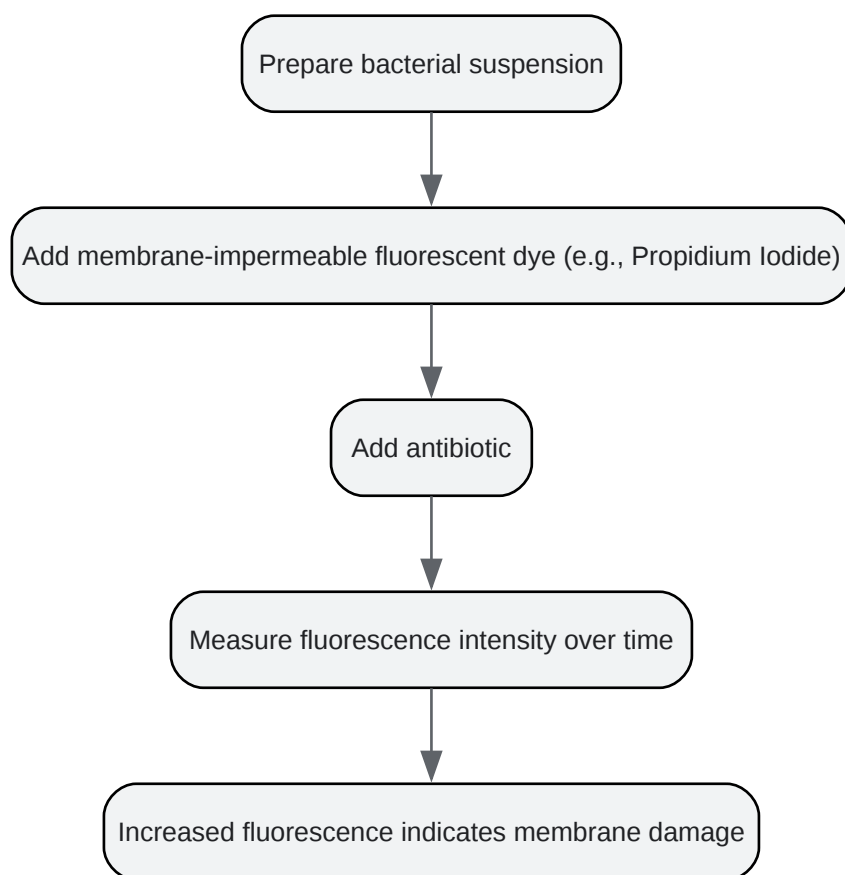 Prepare bacterial suspension
Add membrane-impermeable fluorescent dye (e.g., Propidium Iodide)
Add antibiotic
Measure fluorescence intensity over time
Increased fluorescence indicates membrane damage